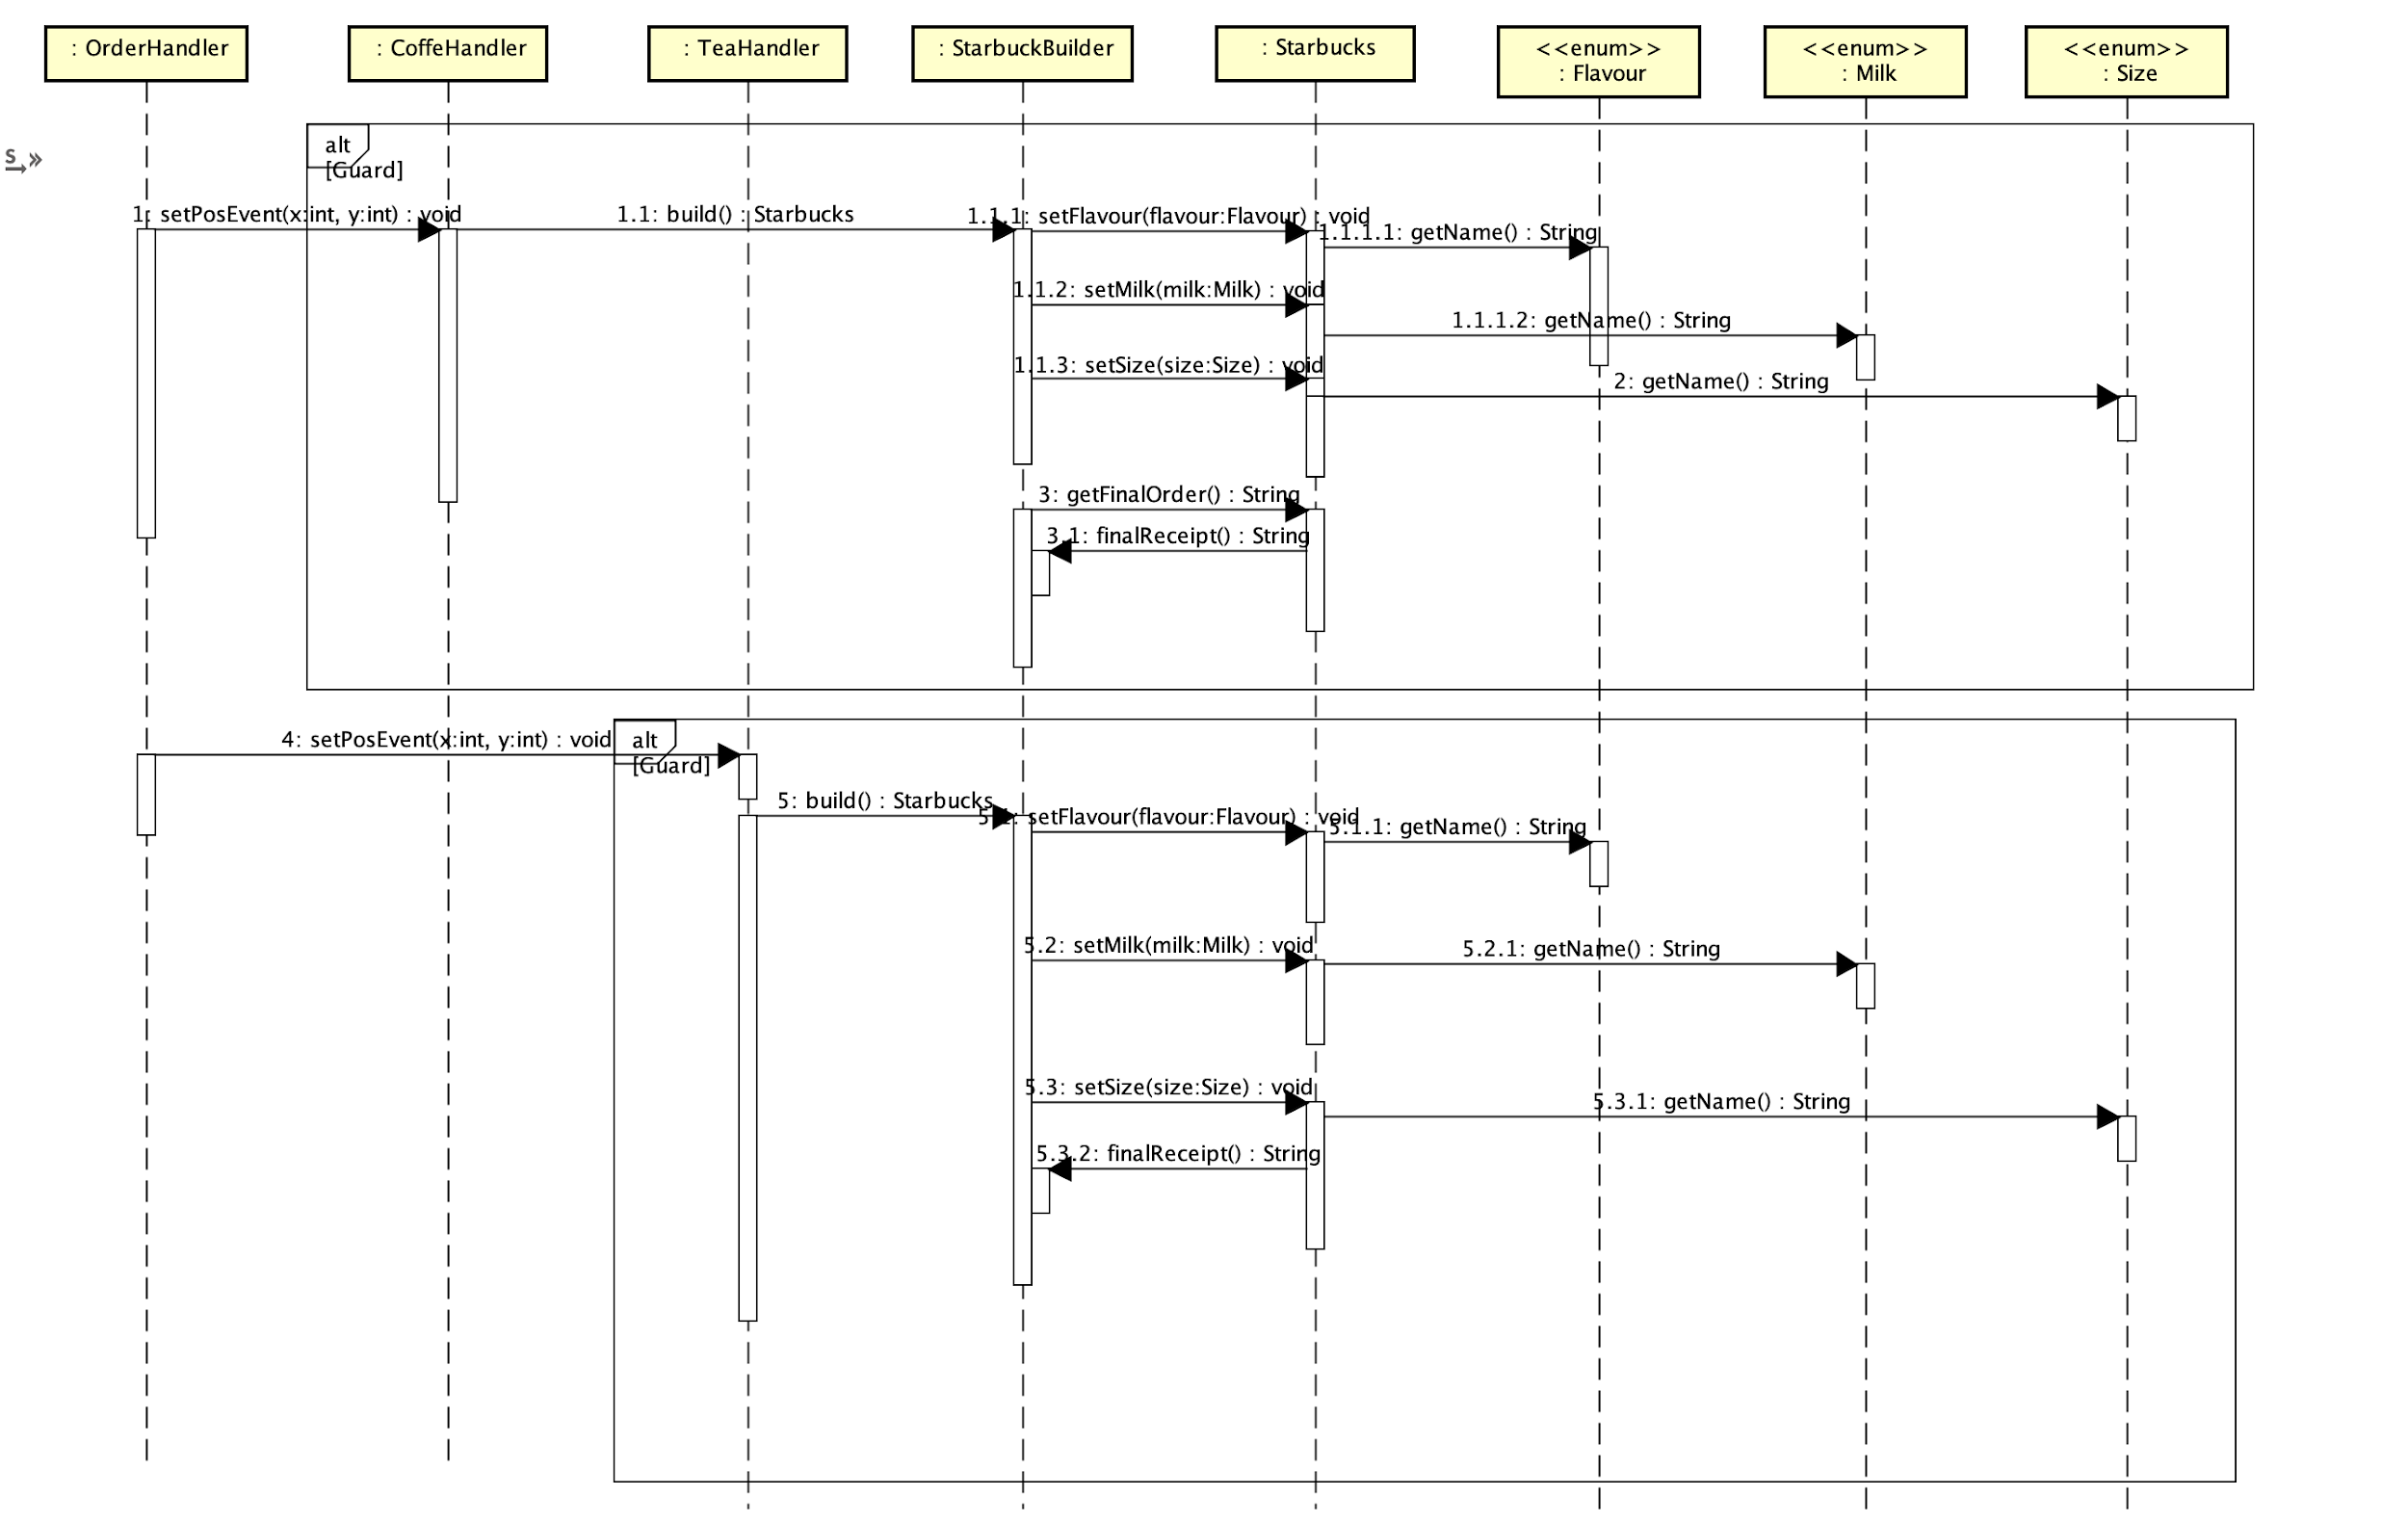 : OrderHandler
: CoffeHandler
: TeaHandler
: StarbuckBuilder
: Starbucks
<<enum>>
: Flavour
<<enum>>
: Milk
<<enum>>
: Size
alt
[Guard]
S
»
1: setPosEvent(x:int, y:int) : void
1.1: build() : Starbucks
1.1.1: setFlavour(flavour:Flavour) : void
1.1.1.1: getName() : String
1.1.2: setMilk(milk:Milk) : void
1.1.1.2: getName() : String
1.1.3: setSize(size:Size) : void
2: getName() : String
3: getFinalOrder() : String
3.1: finalReceipt() : String
4: setPosEvent(x:int, y:int) : void
alt
[Guard]
5: build() : Starbucks
5.1: setFlavour(flavour:Flavour) : void
5.1.1: getName() : String
5.2: setMilk(milk:Milk) : void
5.2.1: getName() : String
5.3: setSize(size:Size) : void
5.3.1: getName() : String
5.3.2: finalReceipt() : String